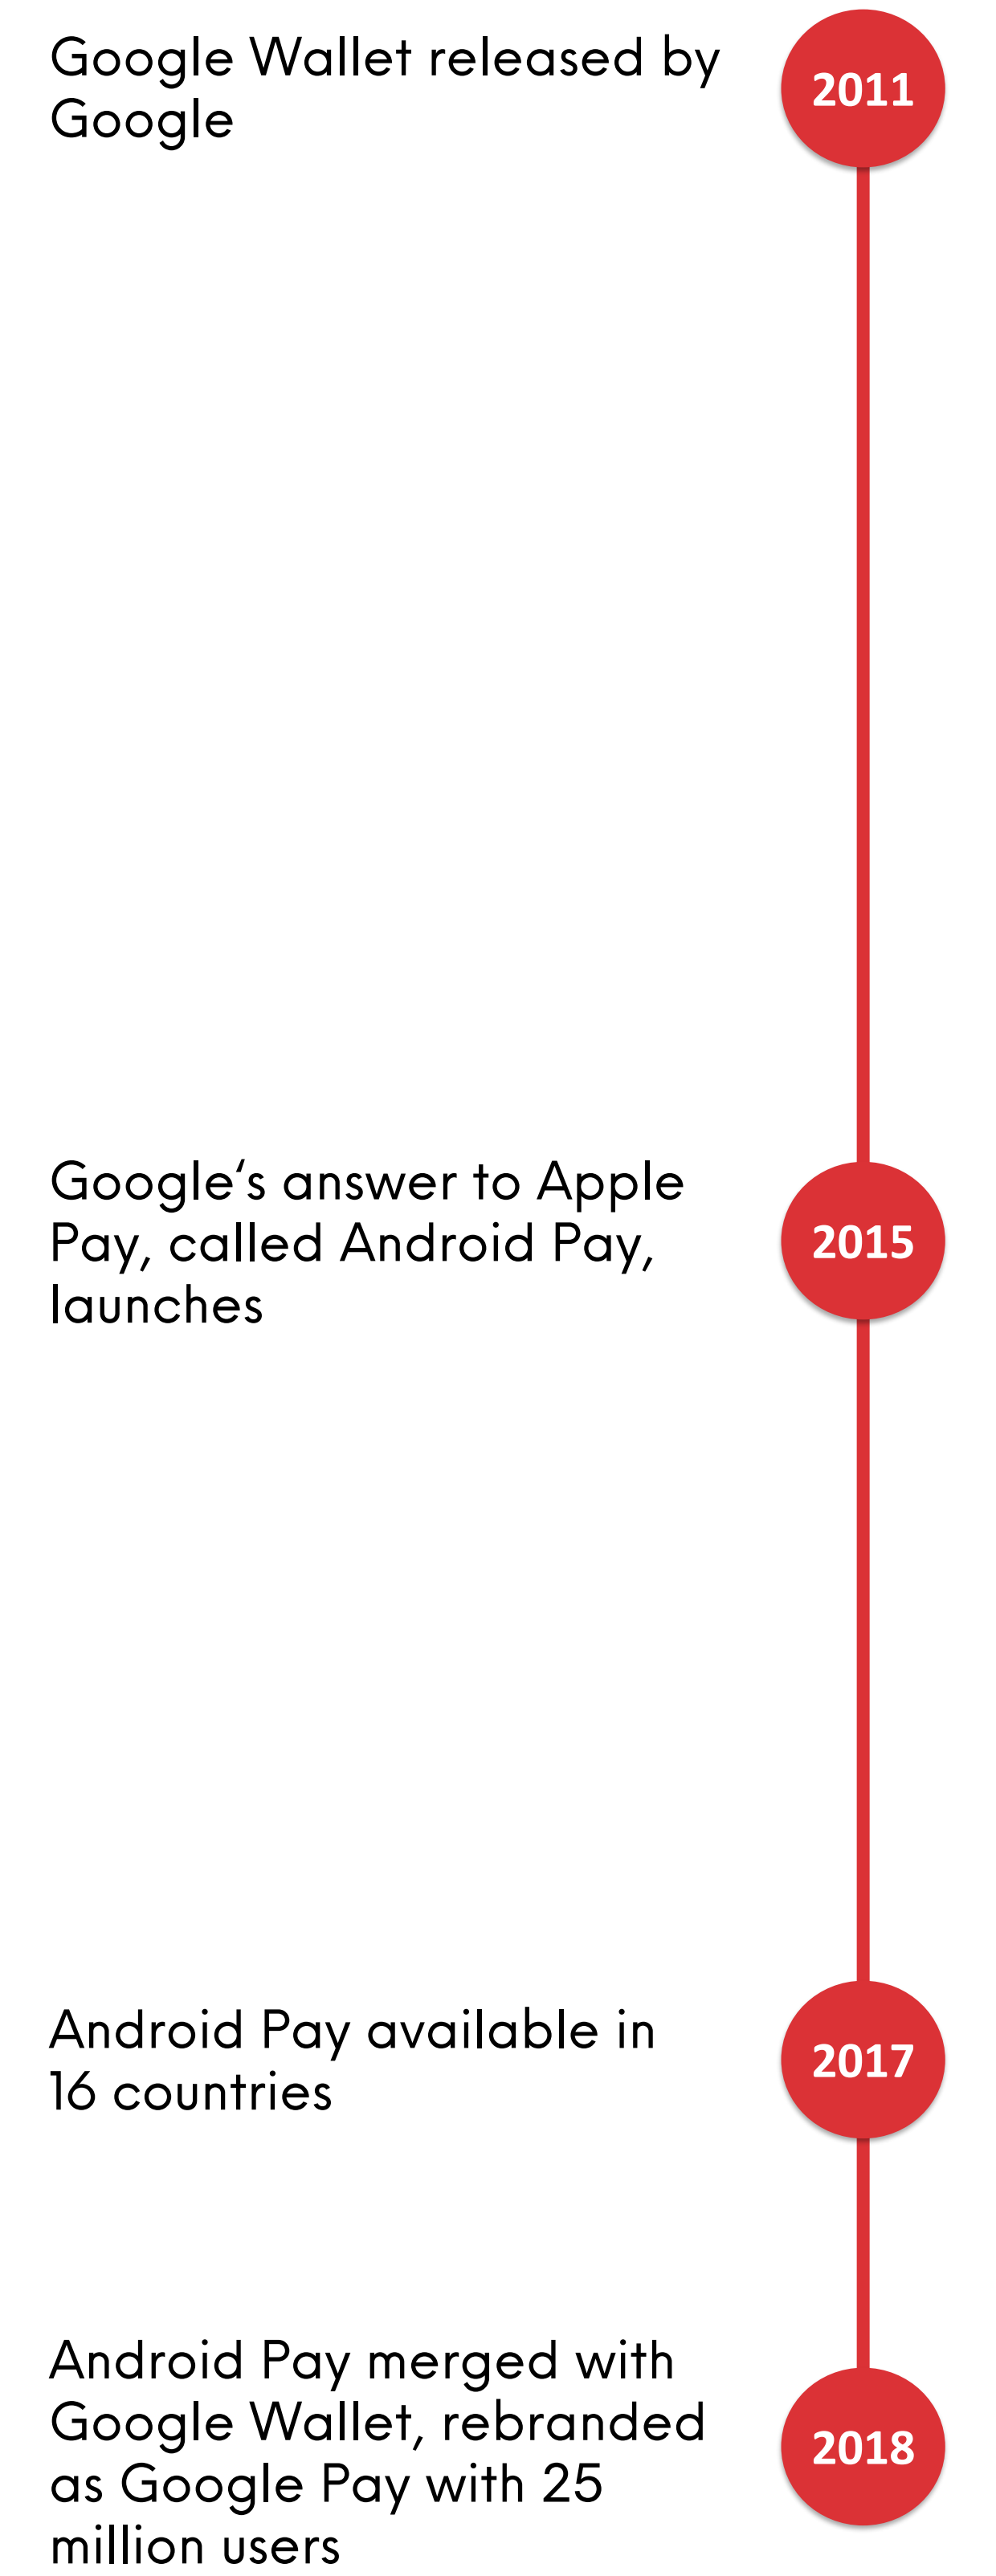 Google Wallet released by
Google
2011
Google‘s answer to Apple
Pay, called Android Pay,
launches
2015
Android Pay available in
16 countries
2017
Android Pay merged with
Google Wallet, rebranded
as Google Pay with 25
million users
2018